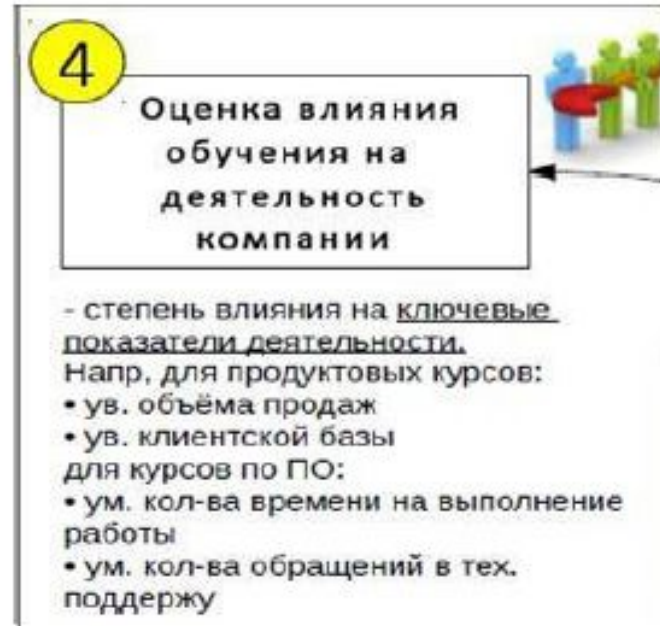 4
Оценка влияния
обучения на
деятельность
компании
- степень влияния на ключевые
показатели деятельности.
Напр, для продуктовых курсов:
• ув. объёма продаж
• ув. клиентской базы
для курсов по ПО:
• ум. кол-ва времени на выполнение
работы
• ум. кол-ва обращений в тех.
поддержу